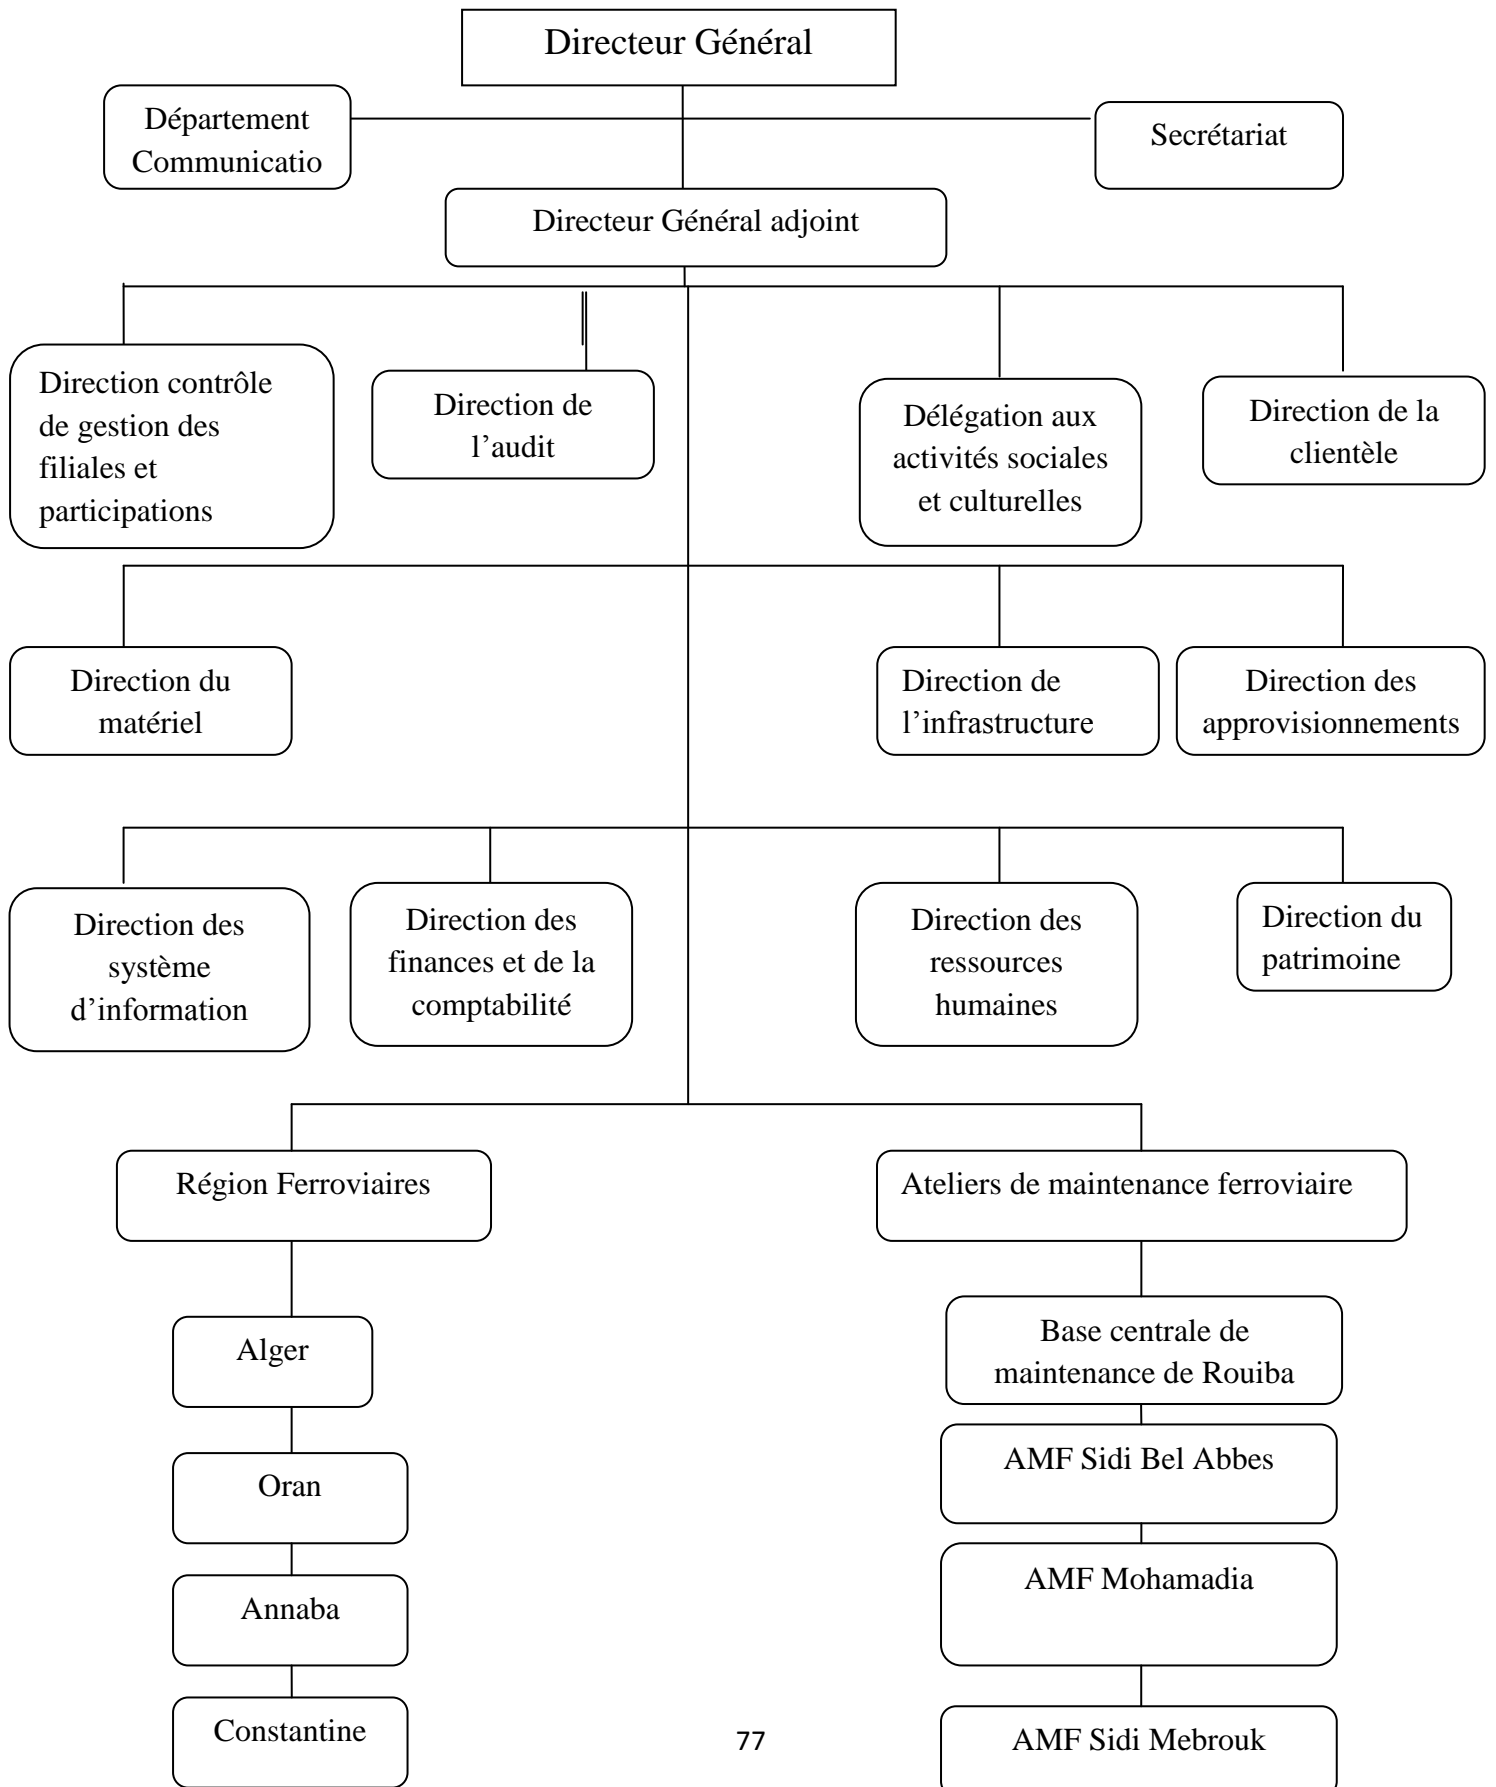 Directeur Général
Département
Communicatio
Secrétariat
Directeur Général adjoint
Direction contrôle
de gestion des
filiales et
participations
Direction de
l’audit
Délégation aux
activités sociales
et culturelles
Direction de la
clientèle
Direction du
matériel
Direction de
l’infrastructure
Direction des
approvisionnements
Direction des
système
d’information
Direction des
finances et de la
comptabilité
Direction des
ressources
humaines
Direction du
patrimoine
Région Ferroviaires
Ateliers de maintenance ferroviaire
Alger
Oran
Annaba
Constantine
Base centrale de
maintenance de Rouiba
AMF Sidi Bel Abbes
AMF Mohamadia
AMF Sidi Mebrouk
77